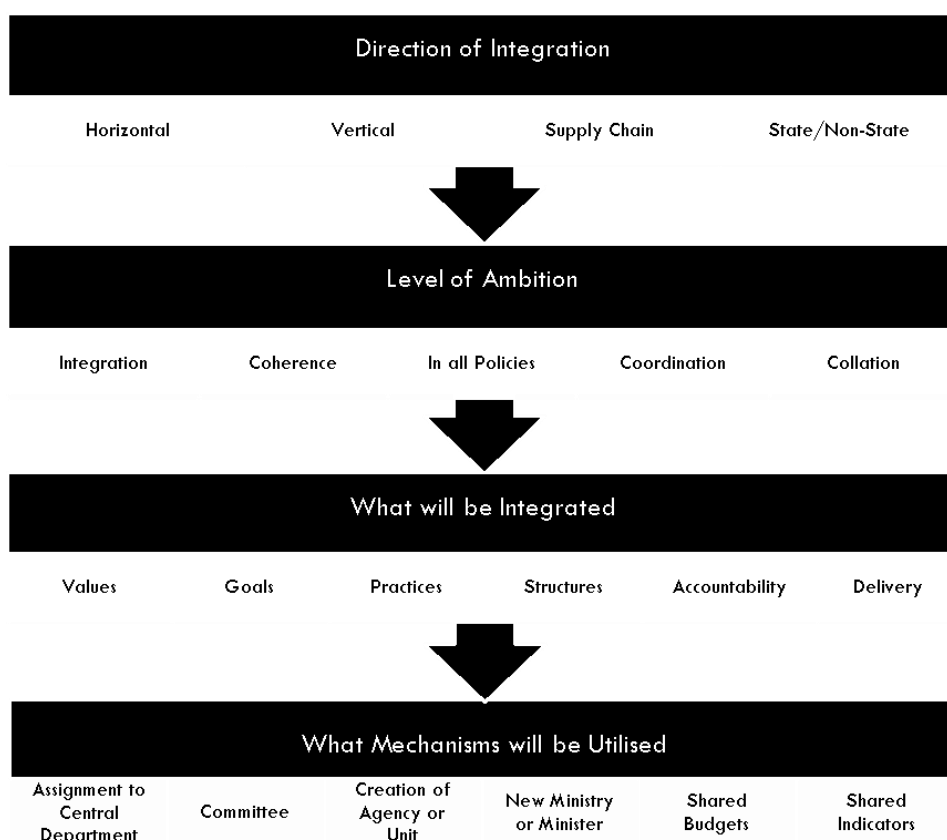 Direction of Integration
Horizontal Vertical Supply Chain State/Non-State
Level of Ambition
Integration Coherence In all Policies Coordination Collation
What will be Integrated
Values Goals Practices Structures Accountability Delivery
What Mechanisms will be Utilised
Assignment to
Central
Department
Committee
Creation of
Agency or
Unit
New Ministry
or Minister
Shared
Budgets
Shared
Indicators